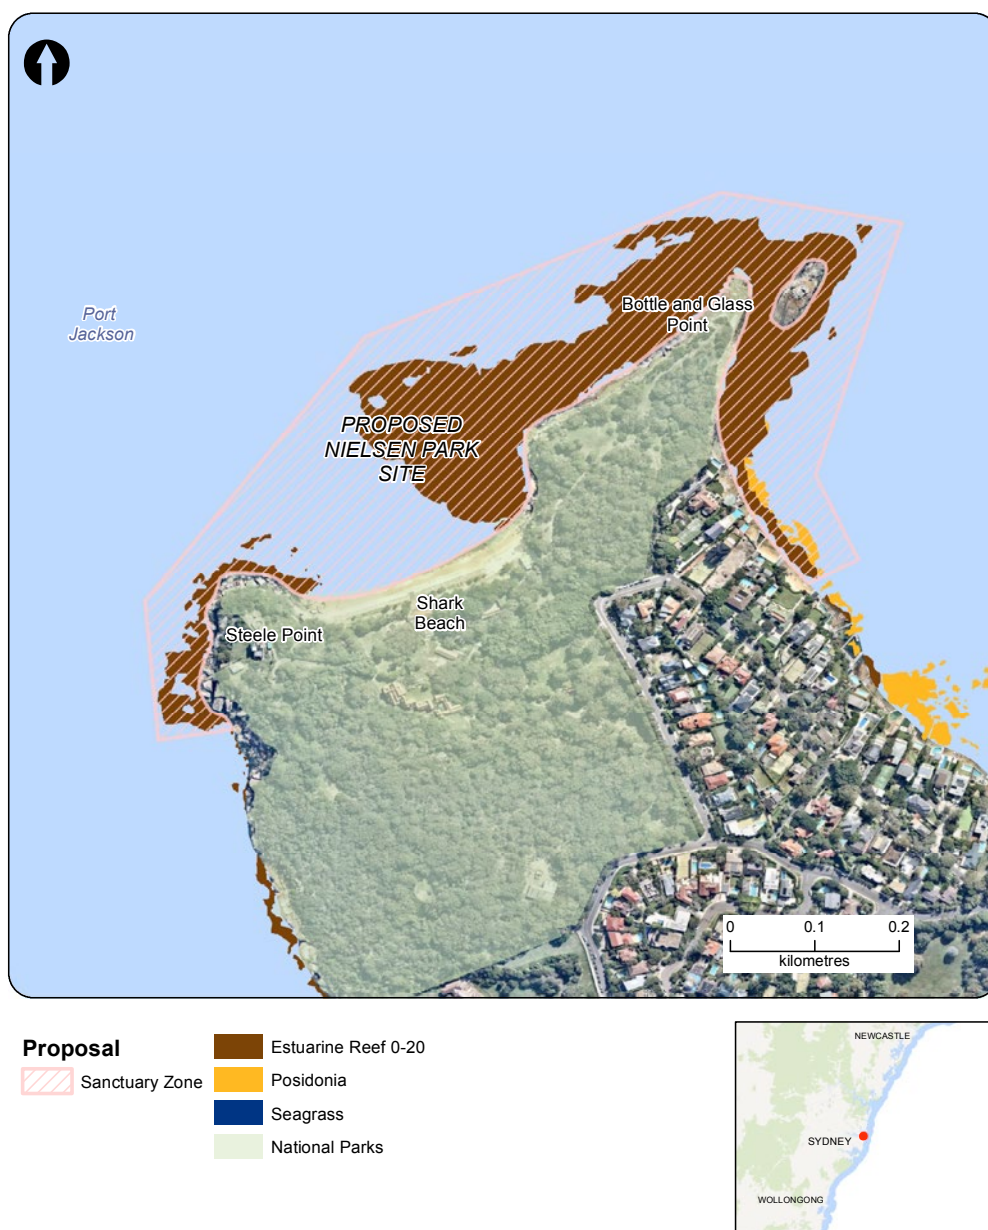 Port
Jackson
Bottle and Glass
Point
PROPOSED
NIELSEN PARK
SITE
Shark
Beach
Steele Point
0 0.1 0.2
kilometres
Proposal
Sanctuary Zone
Estuarine Reef 0-20
Posidonia
Seagrass
National Parks
NEWCASTLE
SYDNEY
WOLLONGONG